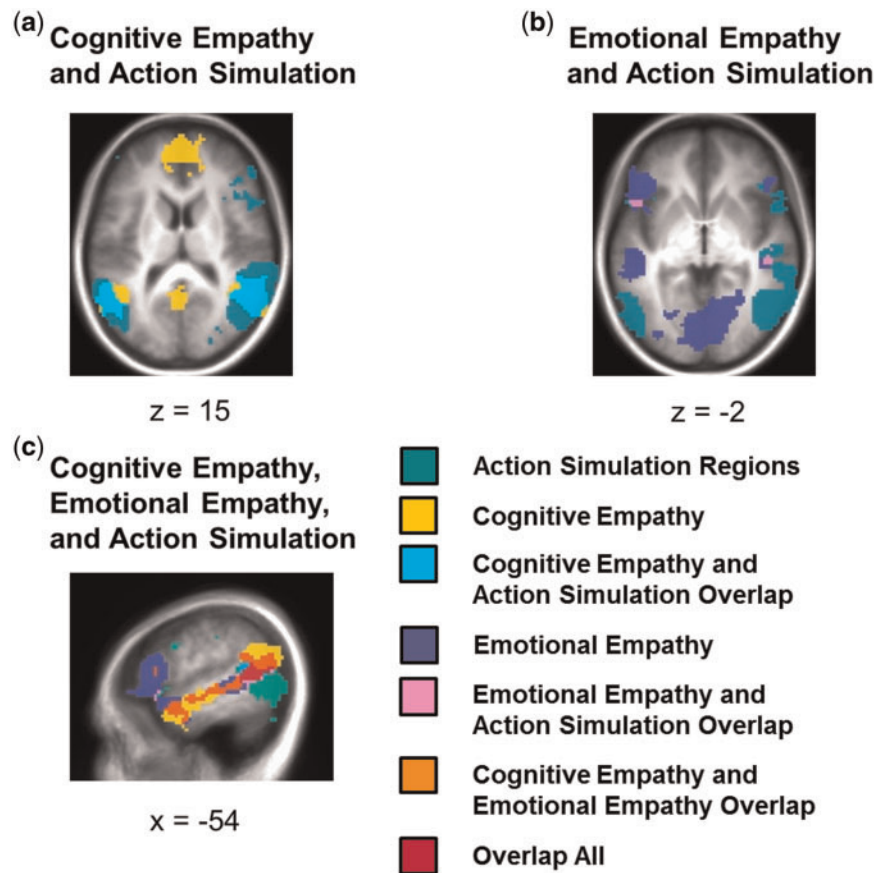 (a)
Cognitive Empathy
and Action Simulation
z = 15
(b)
Emotional Empathy
and Action Simulation
z = -2
(c)
Cognitive Empathy,
Emotional Empathy,
and Action Simulation
x = -54
Action Simulation Regions
Cognitive Empathy
Cognitive Empathy and
Action Simulation Overlap
Emotional Empathy
Emotional Empathy and
Action Simulation Overlap
Cognitive Empathy and
Emotional Empathy Overlap
Overlap All